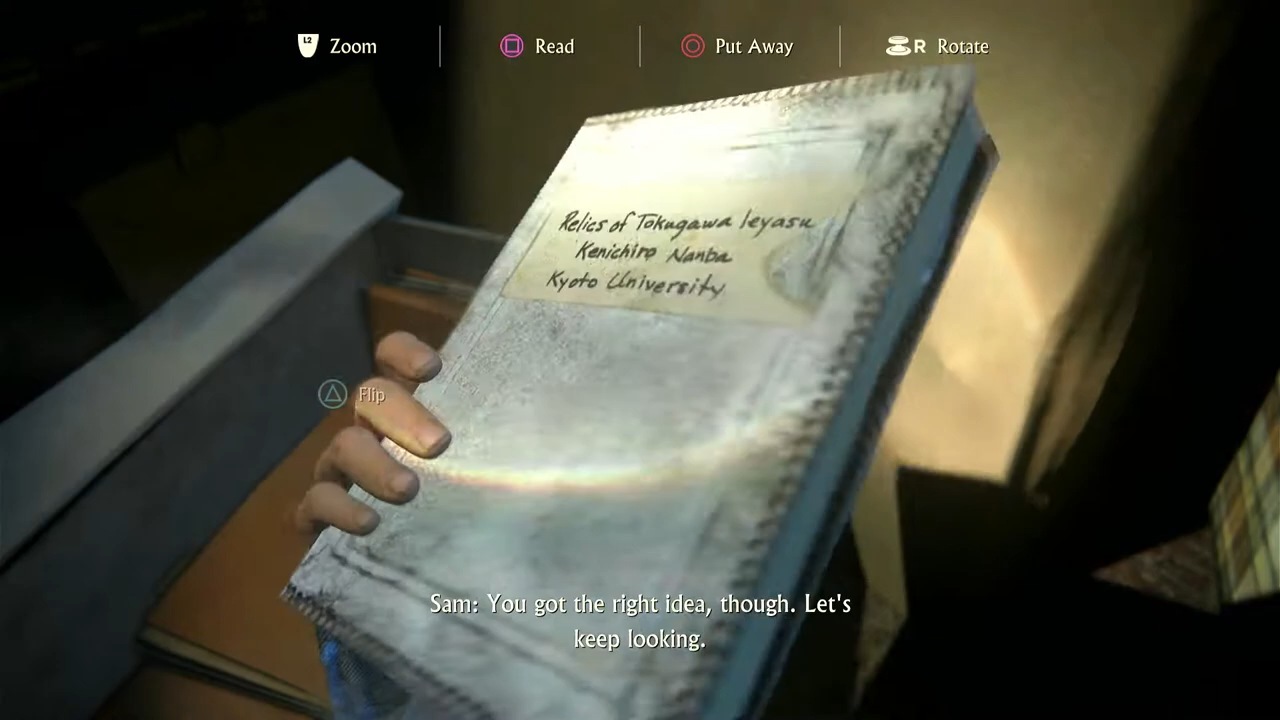 L2 Zoom
Read
Put Away
R Rotate
Relics of Tokugawa Ieyasu
Kenichiro Nanba
Kyoto University
Flip
Sam: You got the right idea, though. Let's
keep looking.